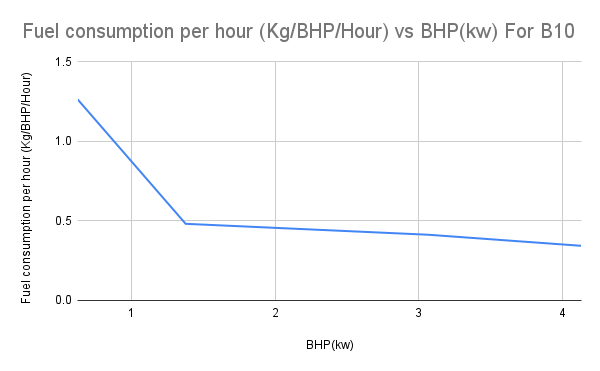 Fuel consumption per hour (Kg/BHP/Hour) vs BHP(kw) For B10
Fuel consumption per hour (Kg/BHP/Hour)
1.5
1.0
0.5
0.0
1 2 3 4
BHP(kw)